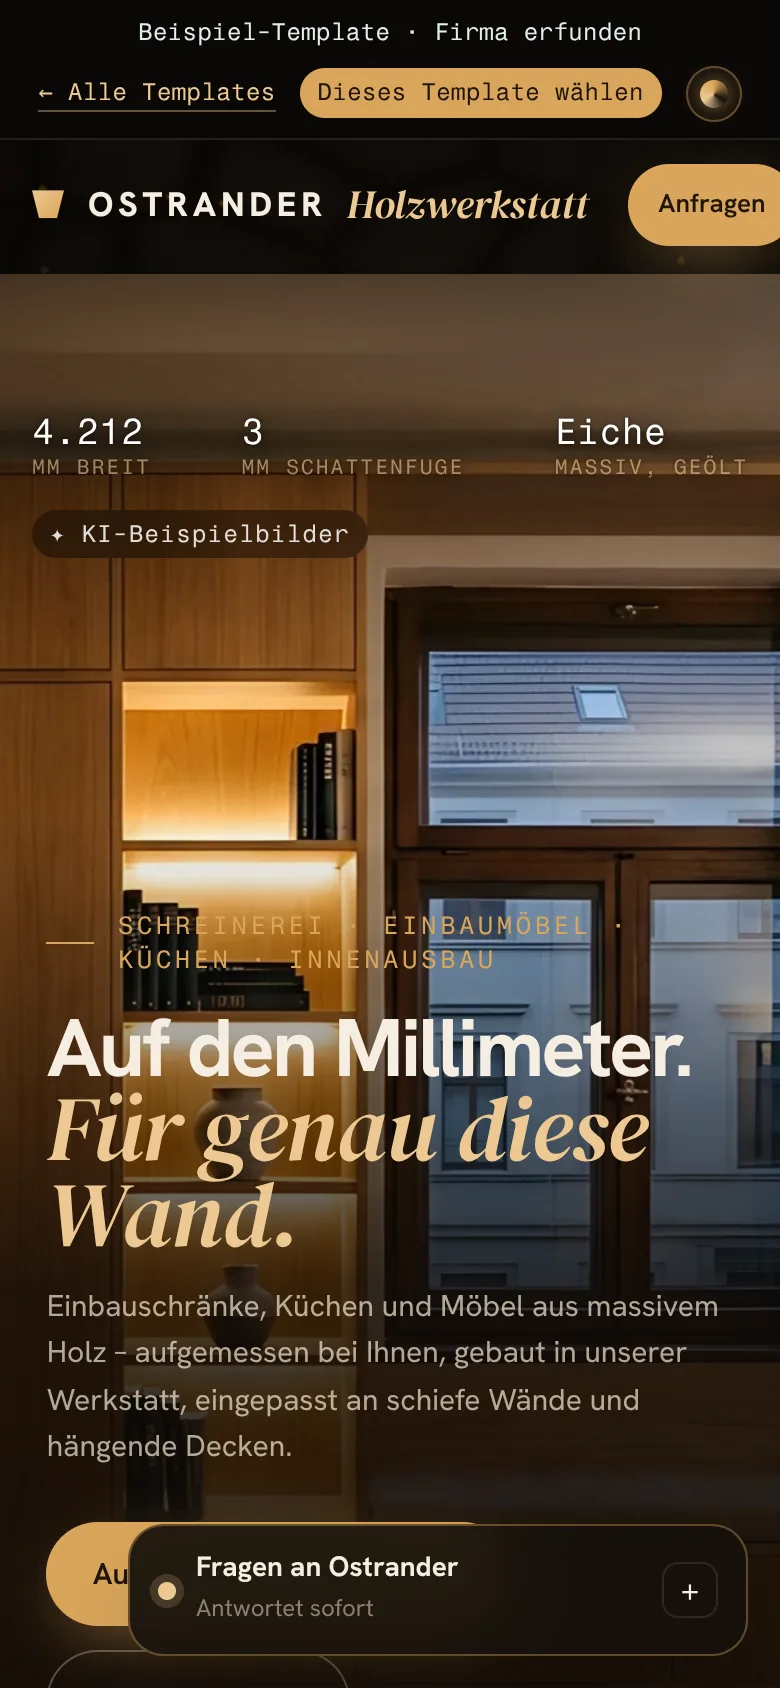 Beispiel-Template · Firma erfunden
← Alle Templates
Dieses Template wählen
OSTRANDER Holzwerkstatt
Anfragen
4.212
MM BREIT
3
MM SCHATTENFUGE
Eiche
MASSIV, GEÖLT
✦ KI-Beispielbilder
SCHREINEREI · EINBAUMÖBEL ·
KÜCHEN · INNENAUSBAU
Auf den Millimeter.
Für genau diese
Wand.
Einbauschränke, Küchen und Möbel aus massivem
Holz – aufgemessen bei Ihnen, gebaut in unserer
Werkstatt, eingepasst an schiefe Wände und
hängende Decken.
Fragen an Ostrander
Antwortet sofort
+